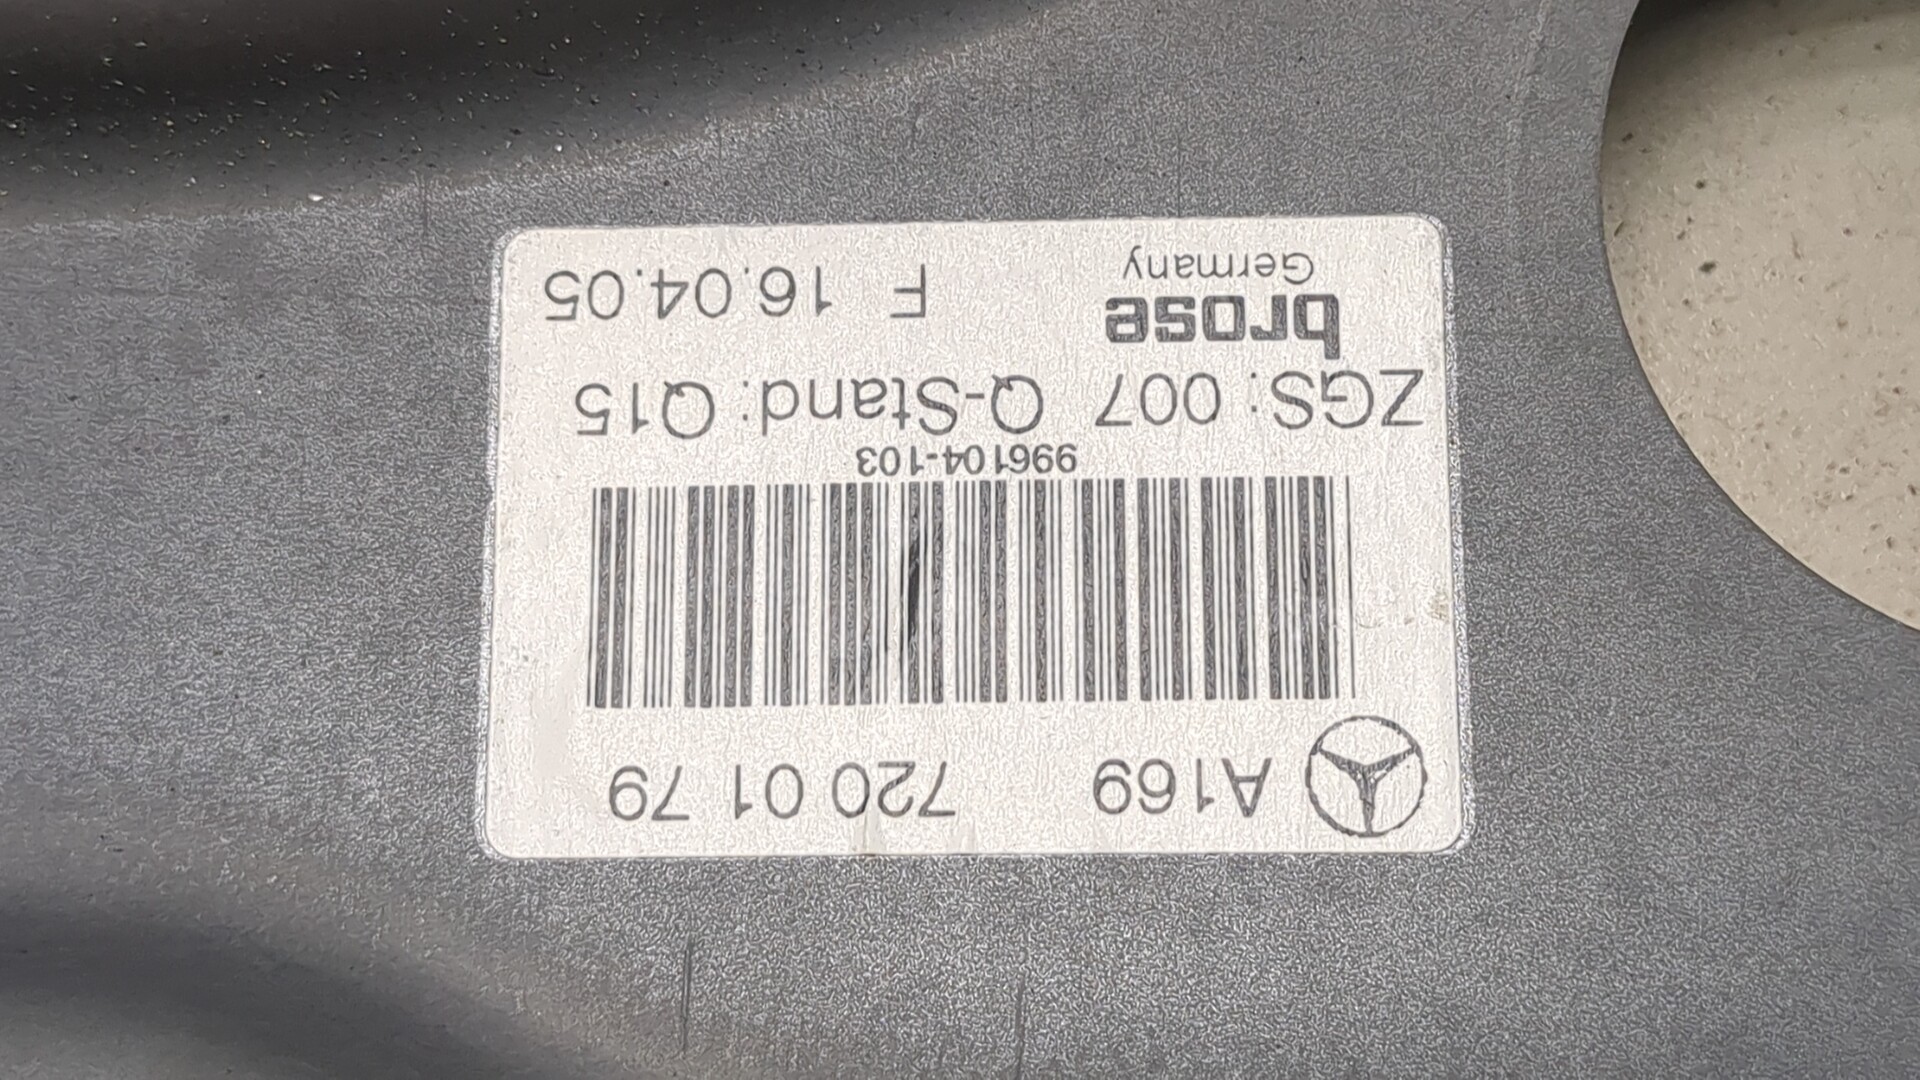 A169 720 01 79
996104-103
ZGS: 007 Q-Stand: Q15
brose F 16.04.05
Germany